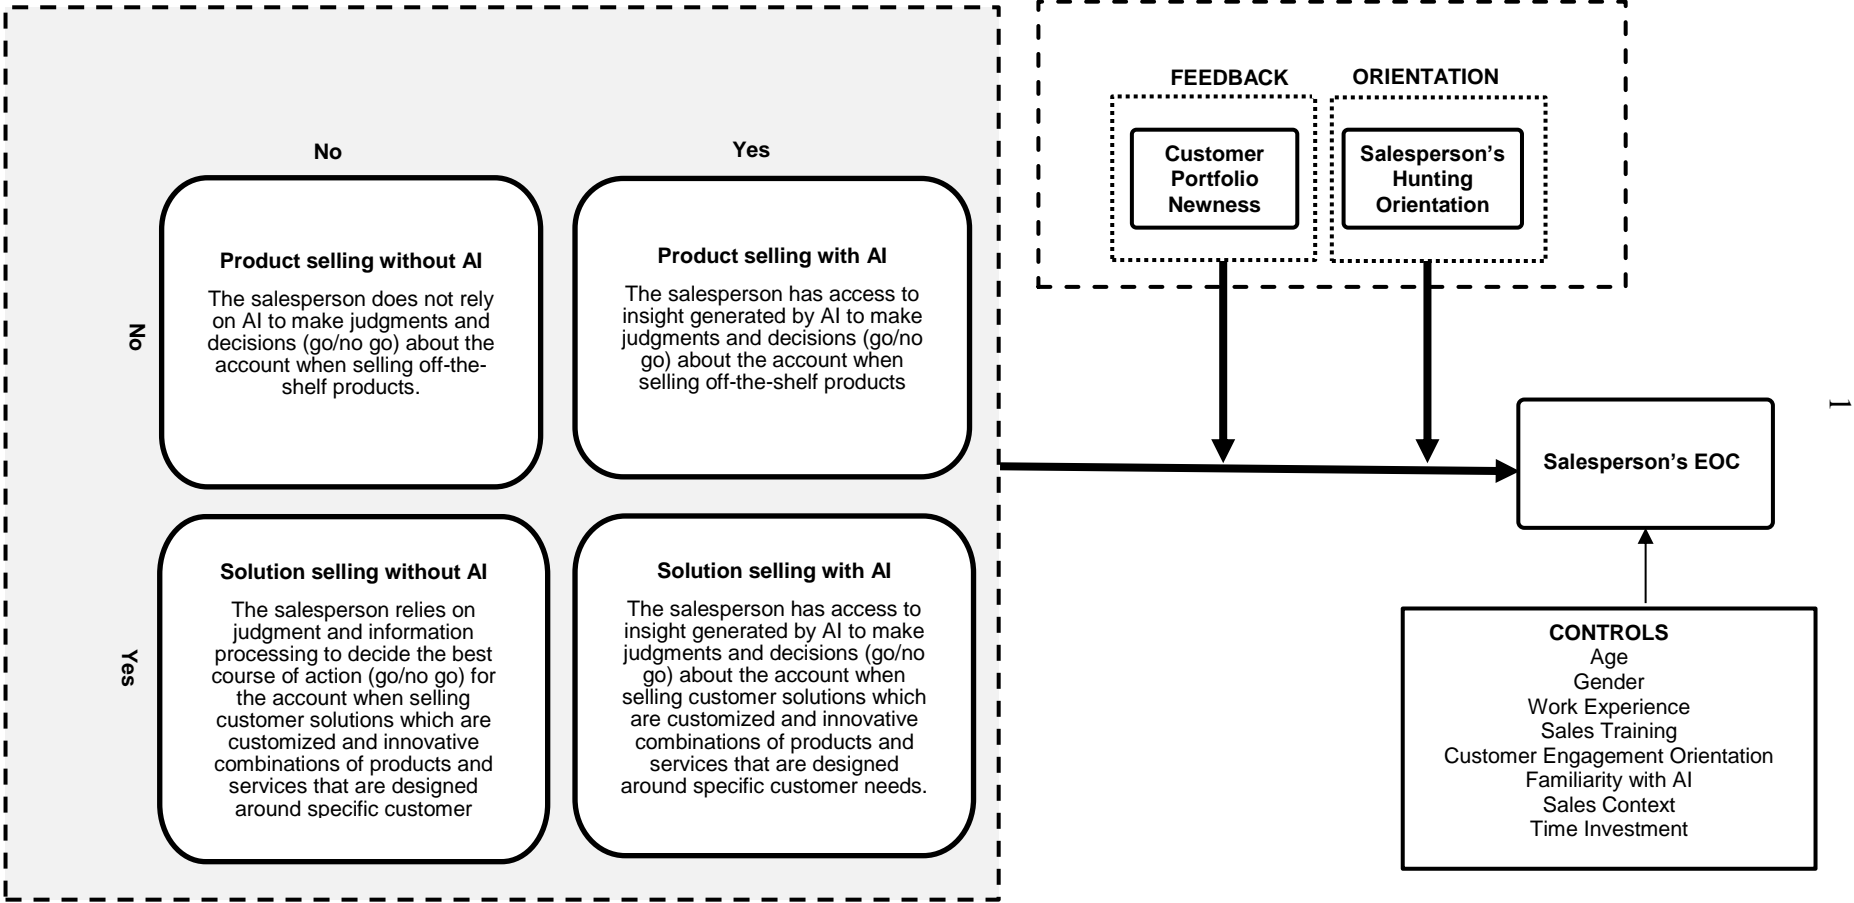 No
Yes
No
Product selling without AI
The salesperson does not rely
on AI to make judgments and
decisions (go/no go) about the
account when selling off-the-
shelf products.
Product selling with AI
The salesperson has access to
insight generated by AI to make
judgments and decisions (go/no
go) about the account when
selling off-the-shelf products
Yes
Solution selling without AI
The salesperson relies on
judgment and information
processing to decide the best
course of action (go/no go) for
the account when selling
customer solutions which are
customized and innovative
combinations of products and
services that are designed
around specific customer
Solution selling with AI
The salesperson has access to
insight generated by AI to make
judgments and decisions (go/no
go) about the account when
selling customer solutions which
are customized and innovative
combinations of products and
services that are designed
around specific customer needs.
FEEDBACK
Customer
Portfolio
Newness
ORIENTATION
Salesperson’s
Hunting
Orientation
Salesperson’s EOC
CONTROLS
Age
Gender
Work Experience
Sales Training
Customer Engagement Orientation
Familiarity with AI
Sales Context
Time Investment
1